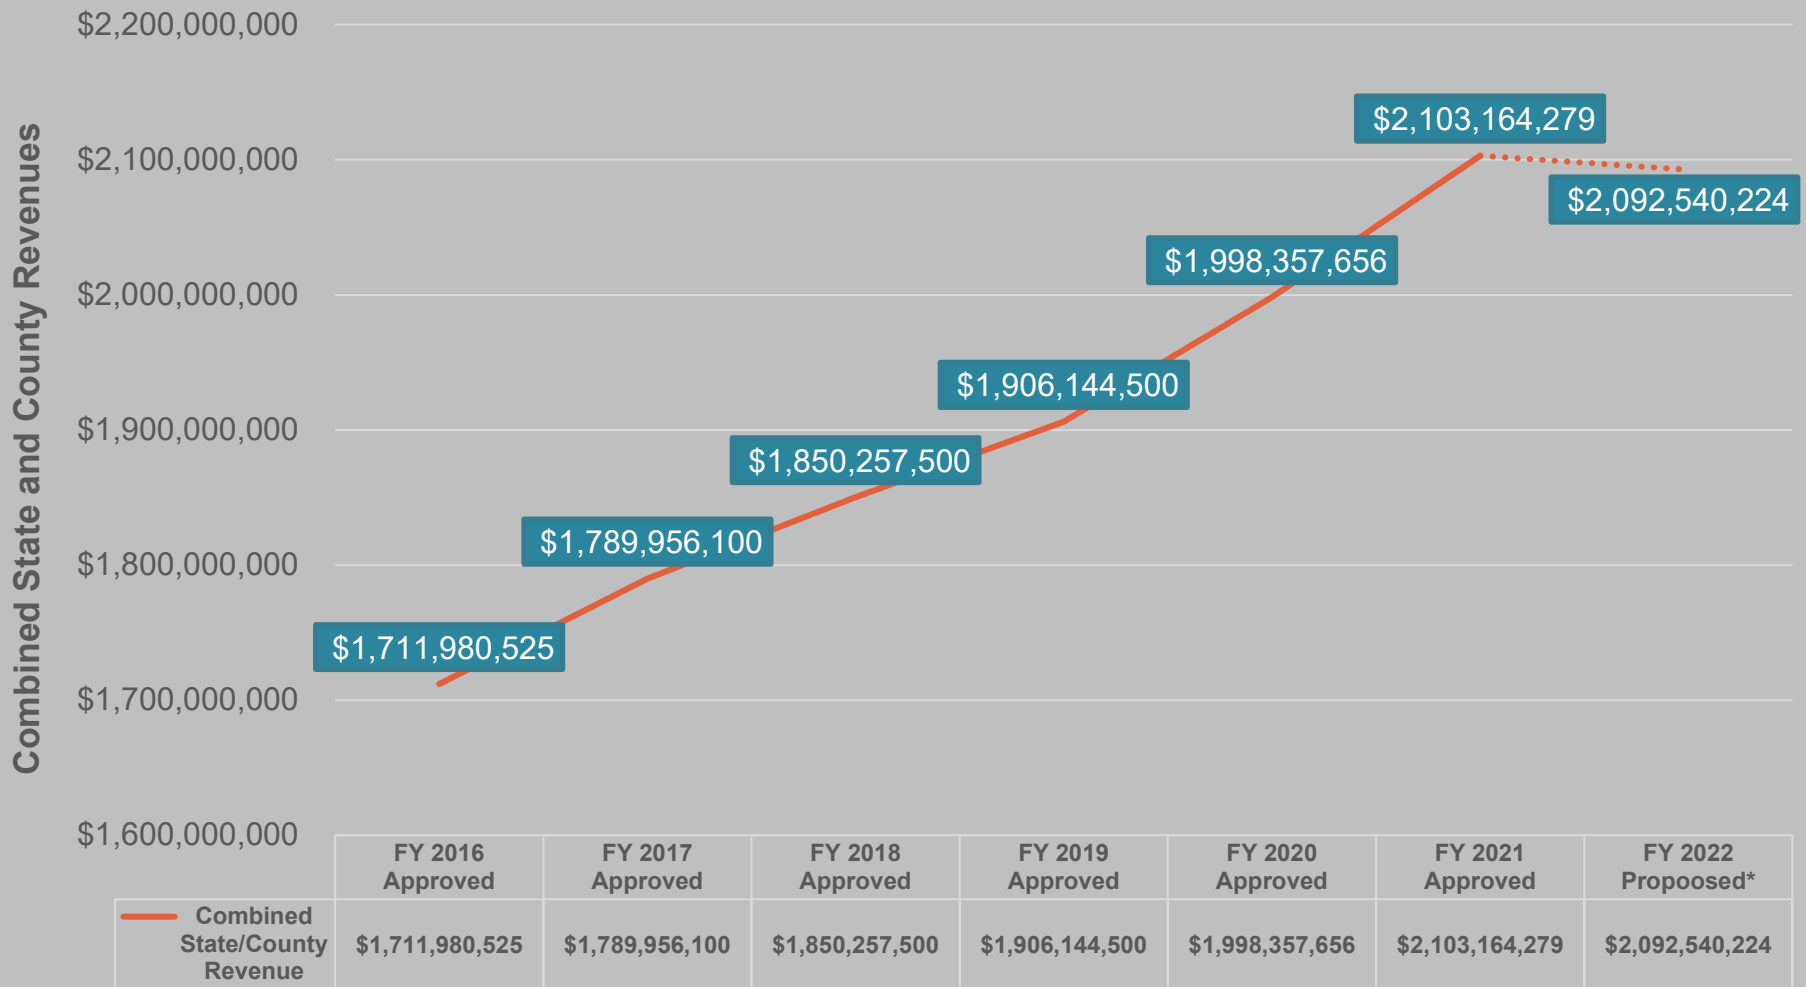 Combined State and County Revenues
$2,200,000,000
$2,100,000,000
$2,000,000,000
$1,900,000,000
$1,800,000,000
$1,700,000,000
$1,600,000,000
$2,103,164,279
$2,092,540,224
$1,998,357,656
$1,906,144,500
$1,850,257,500
$1,789,956,100
$1,711,980,525
FY 2016
Approved
FY 2017
Approved
FY 2018
Approved
FY 2019
Approved
FY 2020
Approved
FY 2021
Approved
FY 2022
Propoosed*
Combined
State/County
Revenue
$1,711,980,525
$1,789,956,100
$1,850,257,500
$1,906,144,500
$1,998,357,656
$2,103,164,279
$2,092,540,224